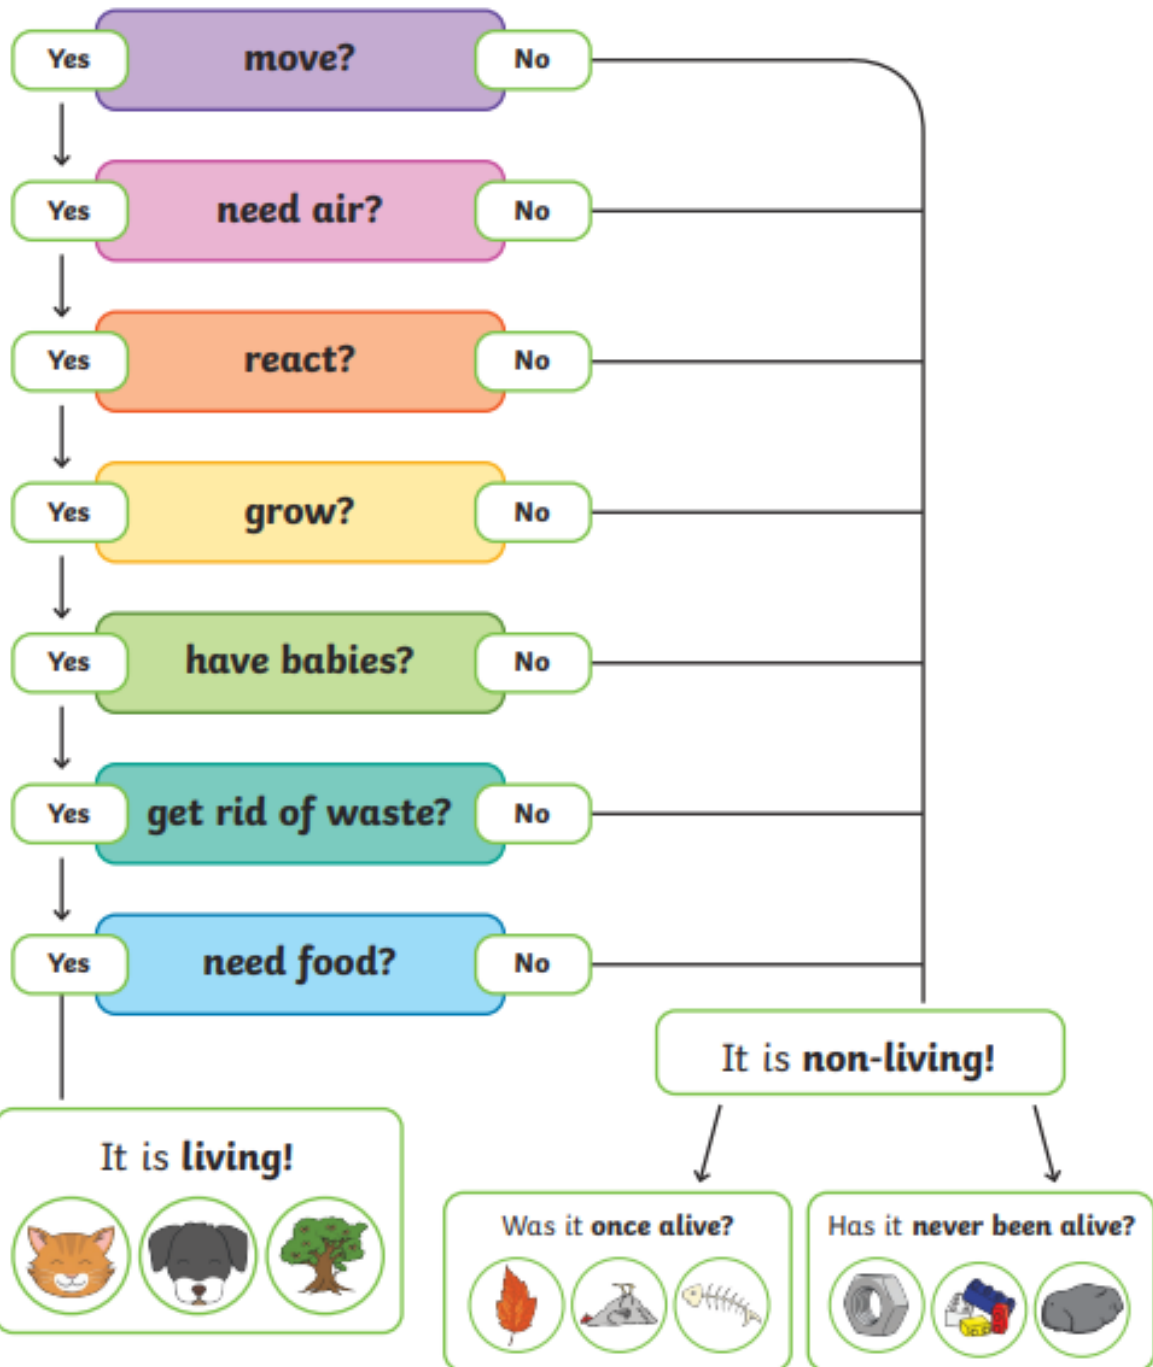 Yes move? No
Yes need air? No
Yes react? No
Yes grow? No
Yes have babies? No
Yes get rid of waste? No
Yes need food? No
It is non-living!
It is living!
Was it once alive?
Has it never been alive?